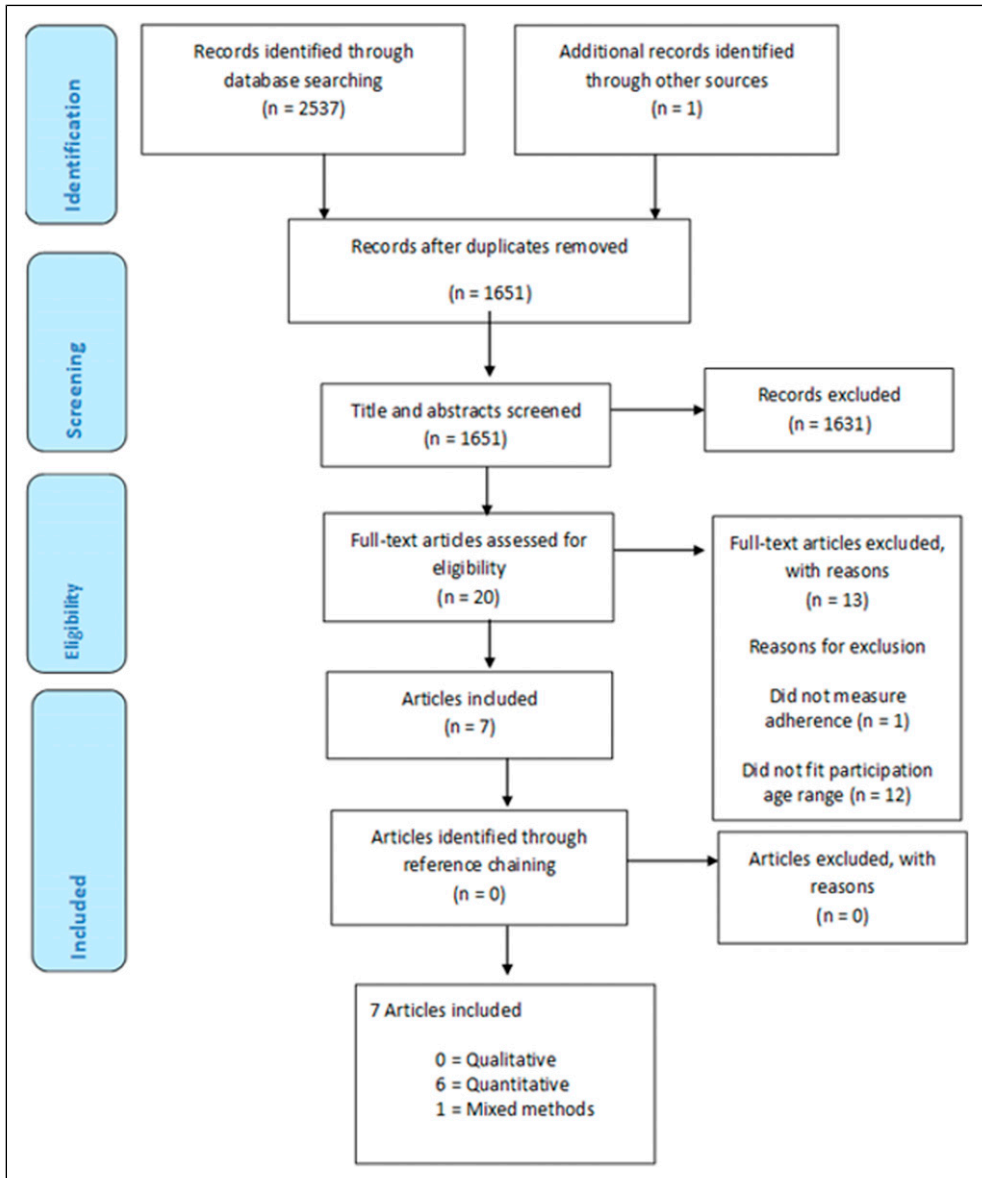 Identification
Records identified through
database searching
(n = 2537)
Additional records identified
through other sources
(n = 1)
Records after duplicates removed
(n = 1651)
Screening
Title and abstracts screened
(n = 1651)
Records excluded
(n = 1631)
Eligibility
Full-text articles assessed for
eligibility
(n = 20)
Full-text articles excluded,
with reasons
(n = 13)
Reasons for exclusion
Did not measure
adherence (n = 1)
Did not fit participation
age range (n = 12)
Included
Articles included
(n = 7)
Articles identified through
reference chaining
(n = 0)
Articles excluded, with
reasons
(n = 0)
7 Articles included
0 = Qualitative
6 = Quantitative
1 = Mixed methods